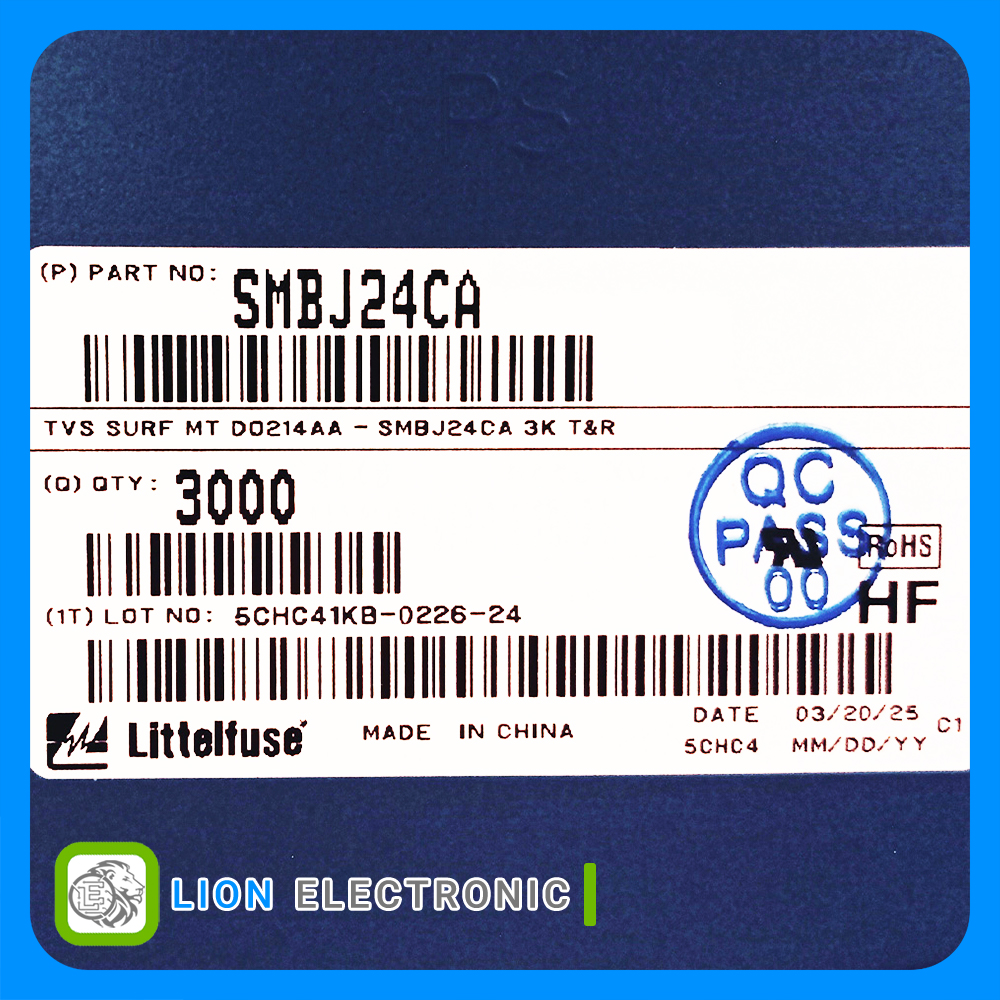 PS
(P) PART NO: SMBJ24CA
TVS SURF MT DO214AA - SMBJ24CA 3K T&R
(Q) QTY: 3000
QC
PASS
00
RoHS
HF
(1T) LOT NO: 5CHC41KB-0226-24
Littelfuse
MADE IN CHINA
DATE 03/20/25
5CHC4 MM/DD/YY
C1
LION ELECTRONIC